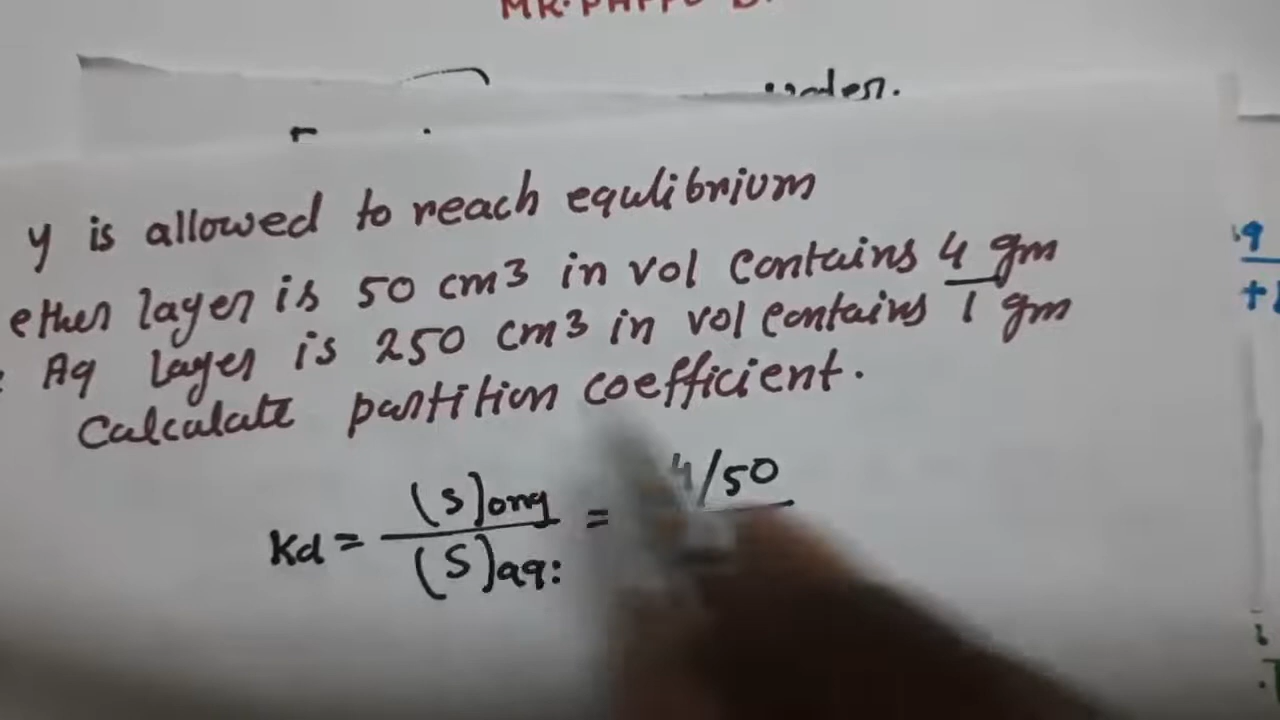 y is allowed to reach equlibrium
ether layer is 50 cm3 in vol contains 4 gm
Aq layer is 250 cm3 in vol contains 1 gm
Calculate partition coefficient.
Kd = (S)org / (S)aq: = 4/50